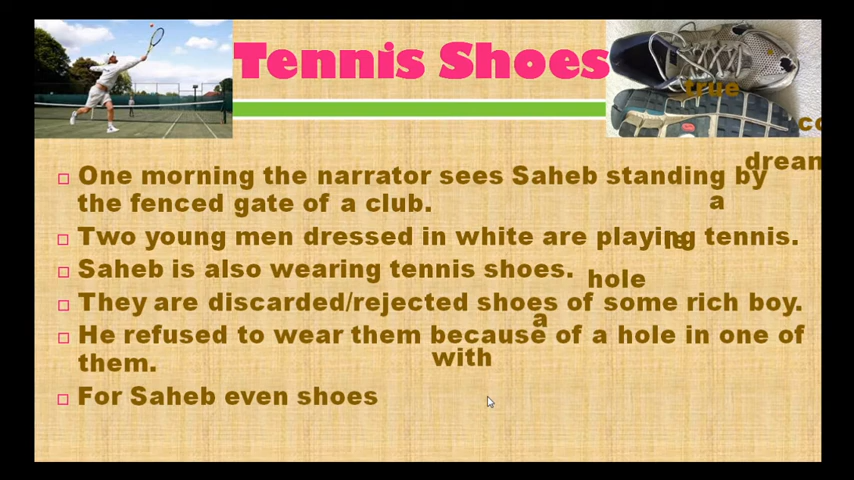 Tennis Shoes
One morning the narrator sees Saheb standing by
the fenced gate of a club.
Two young men dressed in white are playing tennis.
Saheb is also wearing tennis shoes.
They are discarded/rejected shoes of some rich boy.
He refused to wear them because of a hole in one of
them.
For Saheb even shoes
with
a
hole
is
a
dream
true